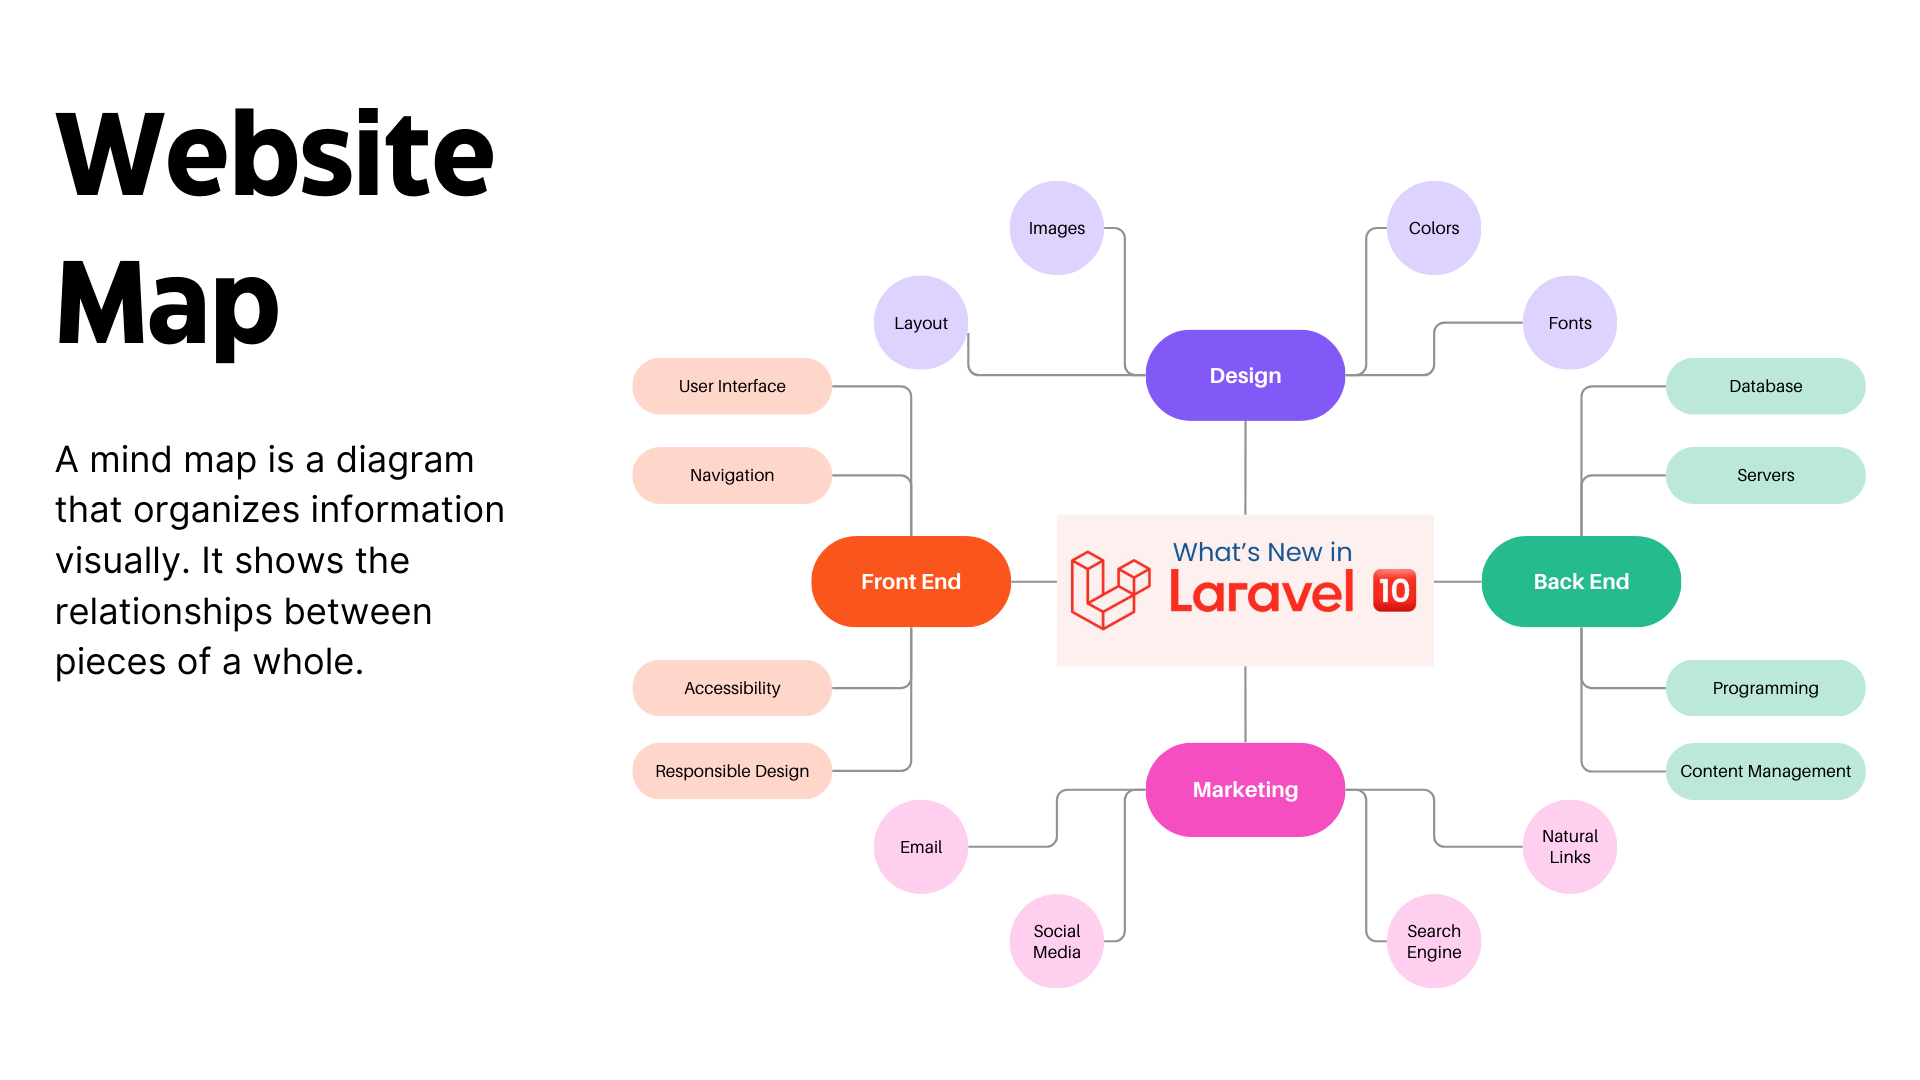 Website
Map
A mind map is a diagram
that organizes information
visually. It shows the
relationships between
pieces of a whole.
Images
Colors
Layout
Fonts
Design
User Interface
Navigation
Front End
Accessibility
Responsible Design
What's New in
Laravel 10
Database
Servers
Back End
Programming
Content Management
Marketing
Email
Social
Media
Search
Engine
Natural
Links